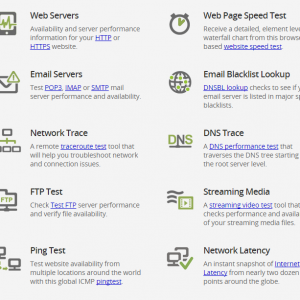 Web Servers
Availability and server performance
information for your HTTP or
HTTPS website.
Web Page Speed Test
Receive a detailed, element level
waterfall chart from this browser
based website speed test.
Email Servers
Test POP3, IMAP or SMTP mail
server performance and availability.
Email Blacklist Lookup
DNSBL lookup checks to see if y
email server is listed in major sp
blacklists.
Network Trace
A remote traceroute test tool that
will help you troubleshoot network
and connection issues.
DNS
DNS Trace
A DNS performance test that
traverses the DNS tree starting
the root server level.
FTP
FTP Test
Check Test FTP server performance
and verify file availability.
Streaming Media
A streaming video test tool that
checks performance and availa
of your streaming media files.
Ping Test
Test website availability from
multiple locations around the world
with this global ICMP pingtest.
Network Latency
An instant snapshot of Internet
Latency from nearly two dozen
points around the globe.